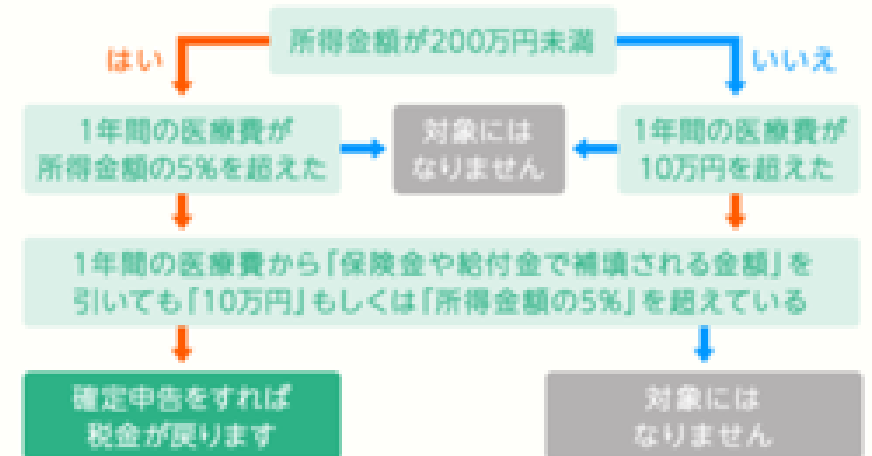 所得金額が200万円未満
はい
いいえ
1年間の医療費が
所得金額の5%を超えた
対象には
なりません
1年間の医療費が
10万円を超えた
1年間の医療費から「保険金や給付金で補填される金額」を
引いても「10万円」もしくは「所得金額の5%」を超えている
確定申告をすれば
税金が戻ります
対象には
なりません